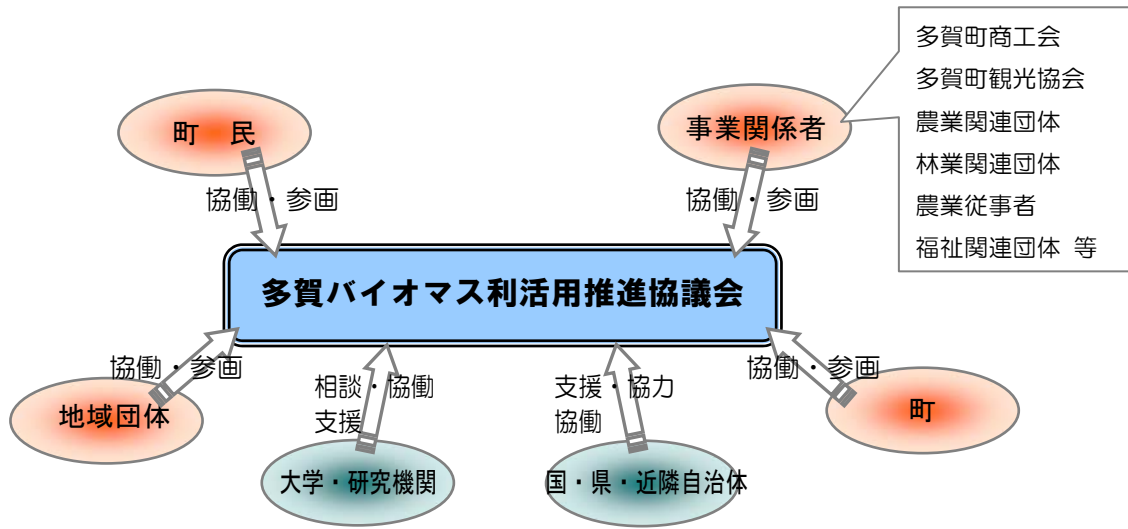 多賀町商工会
多賀町観光協会
農業関連団体
林業関連団体
農業従事者
福祉関連団体 等
町 民
事業関係者
協働・参画
協働・参画
多賀バイオマス利活用推進協議会
協働・参画
相談・協働
支援
支援・協力
協働
協働・参画
地域団体
町
大学・研究機関
国・県・近隣自治体